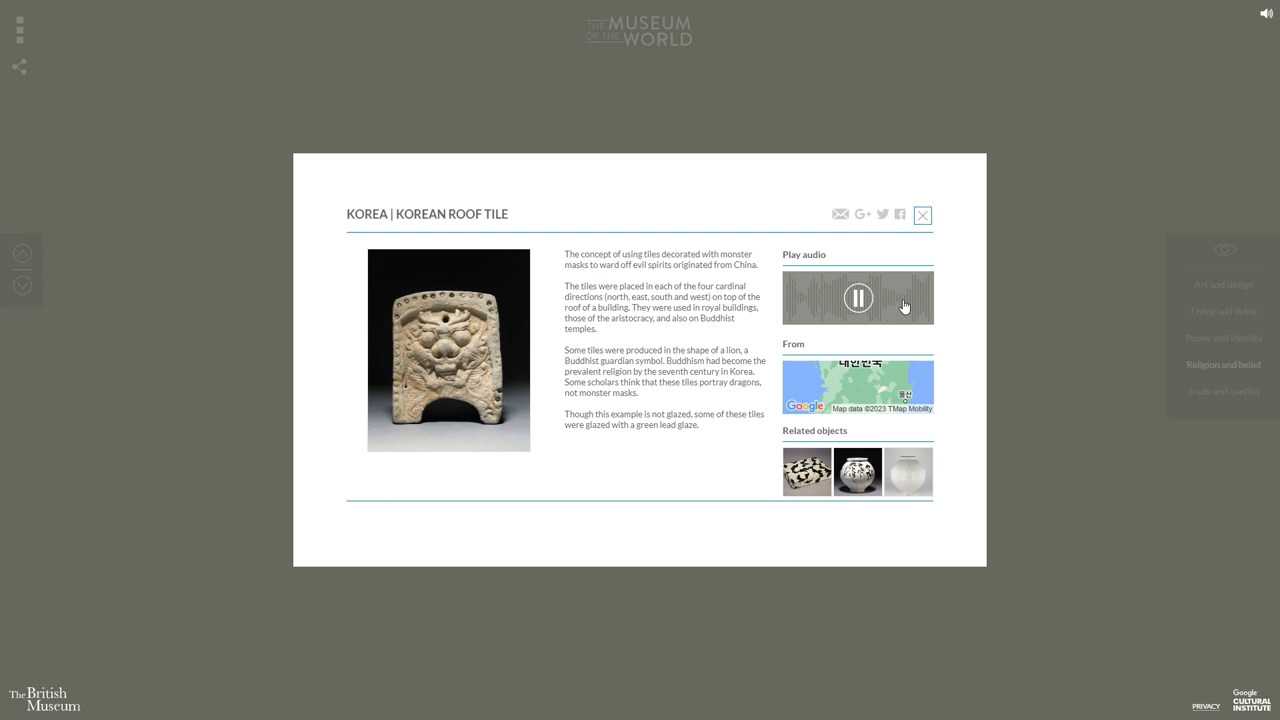 THE MUSEUM
OF THE WORLD
KOREA | KOREAN ROOF TILE
The concept of using tiles decorated with monster
masks to ward off evil spirits originated from China.
The tiles were placed in each of the four cardinal
directions (north, east, south and west) on top of the
roof of a building. They were used in royal buildings,
those of the aristocracy, and also on Buddhist
temples.
Some tiles were produced in the shape of a lion, a
Buddhist guardian symbol. Buddhism had become the
prevalent religion by the seventh century in Korea.
Some scholars think that these tiles portray dragons,
not monster masks.
Though this example is not glazed, some of these tiles
were glazed with a green lead glaze.
Play audio
From
대한민국
울산
Google
Map data ©2023 TMap Mobility
Related objects
Art and design
Living and dying
Power and identity
Religion and belief
Trade and conflict
The British
Museum
PRIVACY
Google
CULTURAL
INSTITUTE